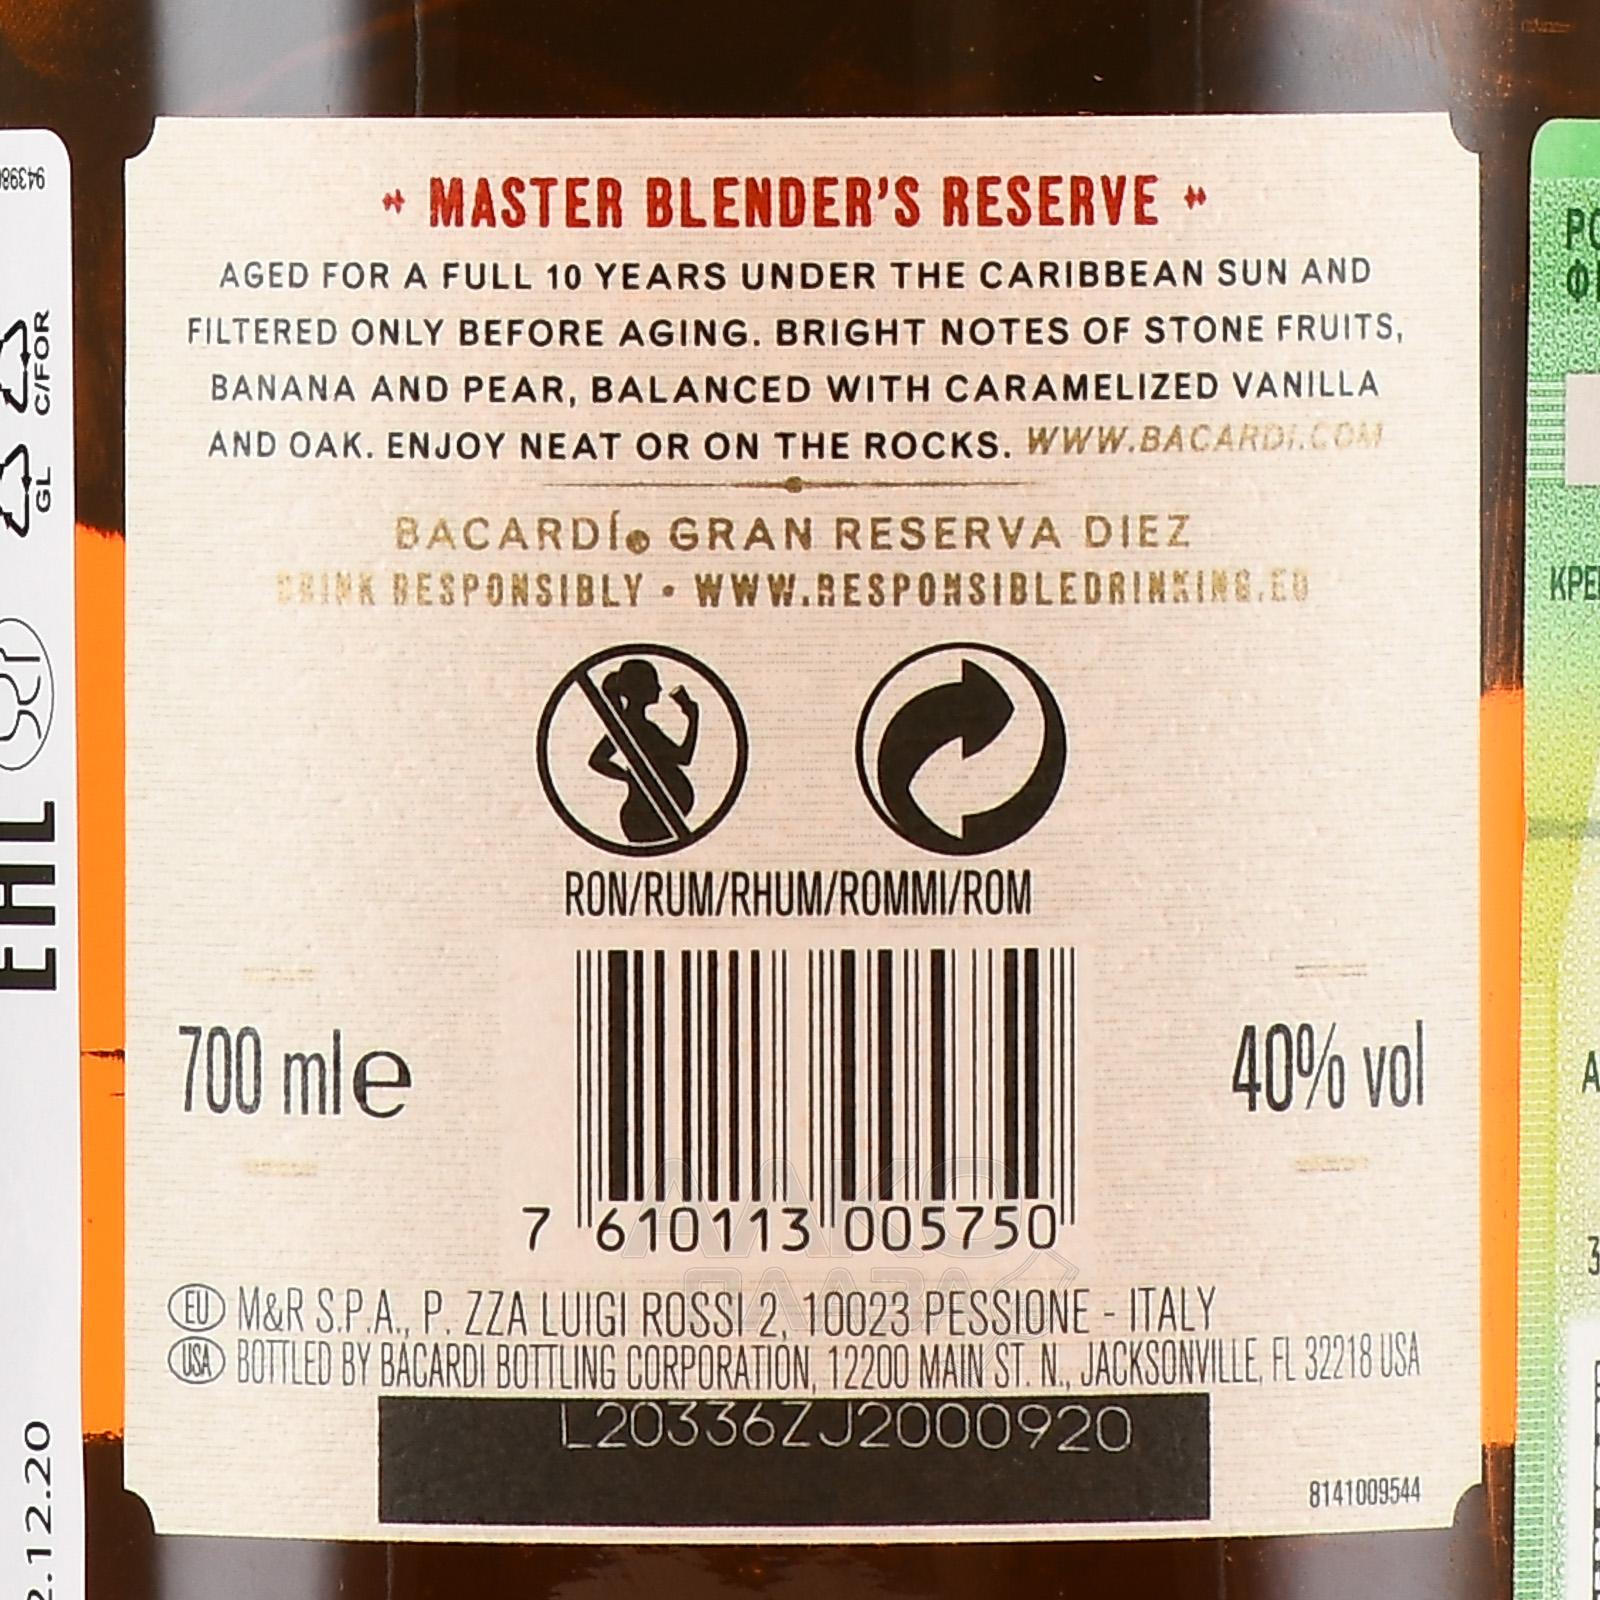 MASTER BLENDER'S RESERVE
AGED FOR A FULL 10 YEARS UNDER THE CARIBBEAN SUN AND
FILTERED ONLY BEFORE AGING. BRIGHT NOTES OF STONE FRUITS,
BANANA AND PEAR, BALANCED WITH CARAMELIZED VANILLA
AND OAK. ENJOY NEAT OR ON THE ROCKS. WWW.BACARDI.COM
BACARDÍ® GRAN RESERVA DIEZ
DRINK RESPONSIBLY • WWW.RESPONSIBLEDRINKING.EU
RON/RUM/RHUM/ROMMI/ROM
700 ml e
40% vol
7 610113 005750
EU M&R S.P.A., P. ZZA LUIGI ROSSI 2, 10023 PESSIONE - ITALY
USA BOTTLED BY BACARDI BOTTLING CORPORATION, 12200 MAIN ST. N., JACKSONVILLE, FL 32218 USA
L20336ZJ2000920
8141009544
C/FOR
GL
EAC